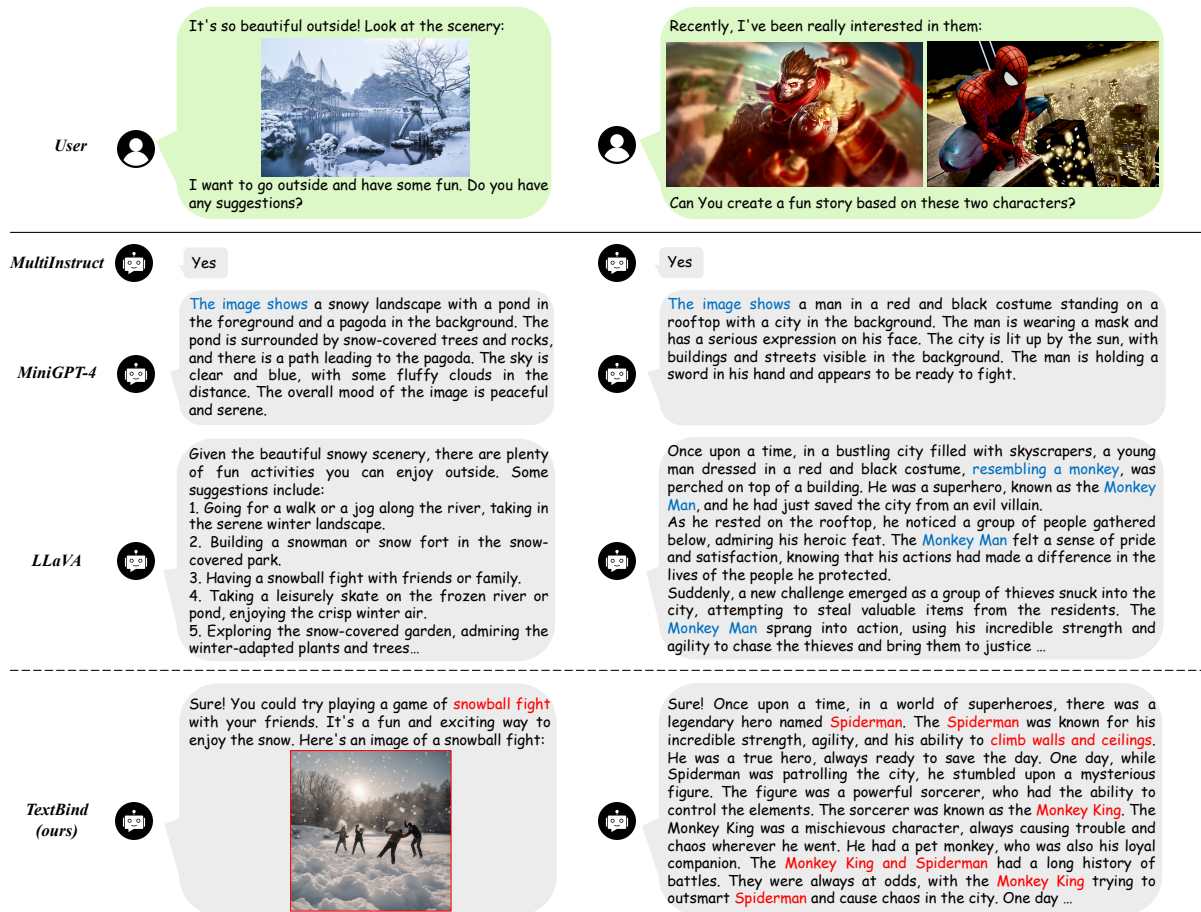 It's so beautiful outside! Look at the scenery:
I want to go outside and have some fun. Do you have
any suggestions?
Recently, I've been really interested in them:
Can You create a fun story based on these two characters?
User
MultiInstruct
Yes
Yes
MiniGPT-4
The image shows a snowy landscape with a pond in
the foreground and a pagoda in the background. The
pond is surrounded by snow-covered trees and rocks,
and there is a path leading to the pagoda. The sky is
clear and blue, with some fluffy clouds in the
distance. The overall mood of the image is peaceful
and serene.
The image shows a man in a red and black costume standing on a
rooftop with a city in the background. The man is wearing a mask and
has a serious expression on his face. The city is lit up by the sun, with
buildings and streets visible in the background. The man is holding a
sword in his hand and appears to be ready to fight.
LLaVA
Given the beautiful snowy scenery, there are plenty
of fun activities you can enjoy outside. Some
suggestions include:
1. Going for a walk or a jog along the river, taking in
the serene winter landscape.
2. Building a snowman or snow fort in the snow-
covered park.
3. Having a snowball fight with friends or family.
4. Taking a leisurely skate on the frozen river or
pond, enjoying the crisp winter air.
5. Exploring the snow-covered garden, admiring the
winter-adapted plants and trees…
Once upon a time, in a bustling city filled with skyscrapers, a young
man dressed in a red and black costume, resembling a monkey, was
perched on top of a building. He was a superhero, known as the Monkey
Man, and he had just saved the city from an evil villain.
As he rested on the rooftop, he noticed a group of people gathered
below, admiring his heroic feat. The Monkey Man felt a sense of pride
and satisfaction, knowing that his actions had made a difference in the
lives of the people he protected.
Suddenly, a new challenge emerged as a group of thieves snuck into the
city, attempting to steal valuable items from the residents. The
Monkey Man sprang into action, using his incredible strength and
agility to chase the thieves and bring them to justice …
TextBind
(ours)
Sure! You could try playing a game of snowball fight
with your friends. It's a fun and exciting way to
enjoy the snow. Here's an image of a snowball fight:
Sure! Once upon a time, in a world of superheroes, there was a
legendary hero named Spiderman. The Spiderman was known for his
incredible strength, agility, and his ability to climb walls and ceilings.
He was a true hero, always ready to save the day. One day, while
Spiderman was patrolling the city, he stumbled upon a mysterious
figure. The figure was a powerful sorcerer, who had the ability to
control the elements. The sorcerer was known as the Monkey King. The
Monkey King was a mischievous character, always causing trouble and
chaos wherever he went. He had a pet monkey, who was also his loyal
companion. The Monkey King and Spiderman had a long history of
battles. They were always at odds, with the Monkey King trying to
outsmart Spiderman and cause chaos in the city. One day …